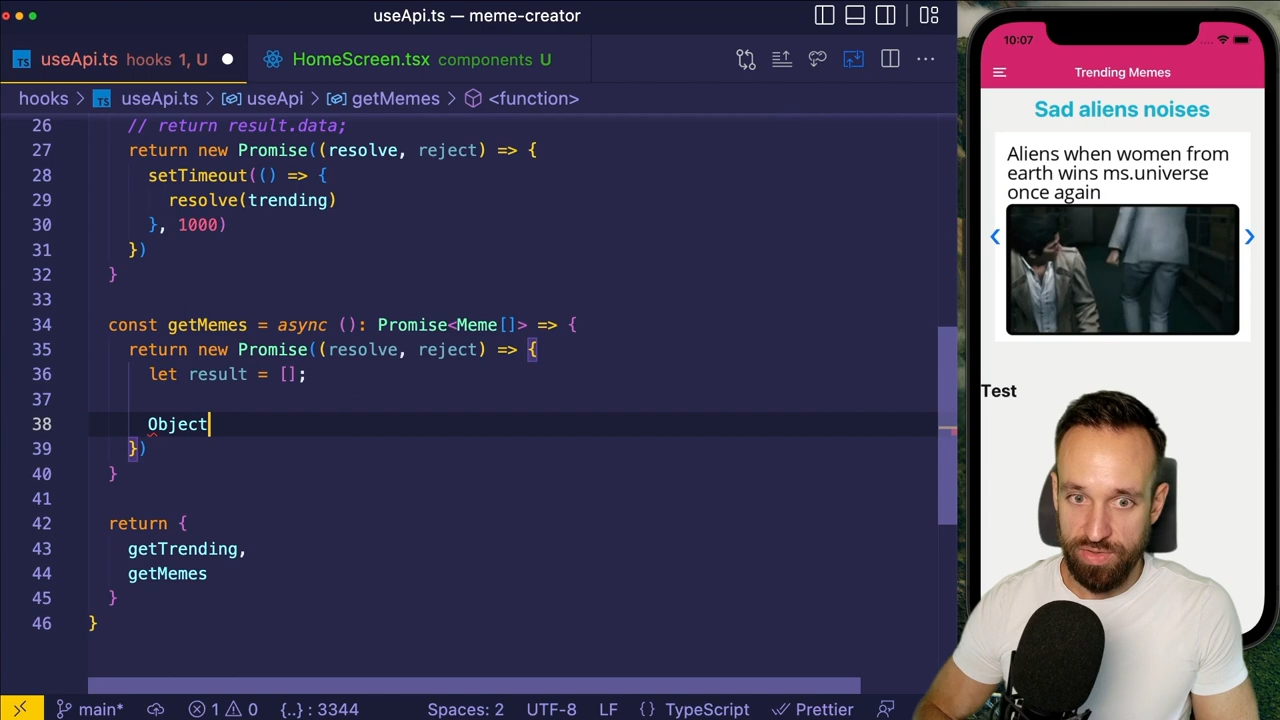 useApi.ts — meme-creator
TS useApi.ts hooks 1, U
HomeScreen.tsx components U
hooks > TS useApi.ts > useApi > getMemes > <function>
26 // return result.data;
27 return new Promise((resolve, reject) => {
28 setTimeout(() => {
29 resolve(trending)
30 }, 1000)
31 })
32 }
33
34 const getMemes = async (): Promise<Meme[]> => {
35 return new Promise((resolve, reject) => {
36 let result = [];
37
38 Object
39 })
40 }
41
42 return {
43 getTrending,
44 getMemes
45 }
46 }
main* 1 0 {..} : 3344 Spaces: 2 UTF-8 LF {} TypeScript Prettier
10:07
Trending Memes
Sad aliens noises
Aliens when women from
earth wins ms.universe
once again
Test